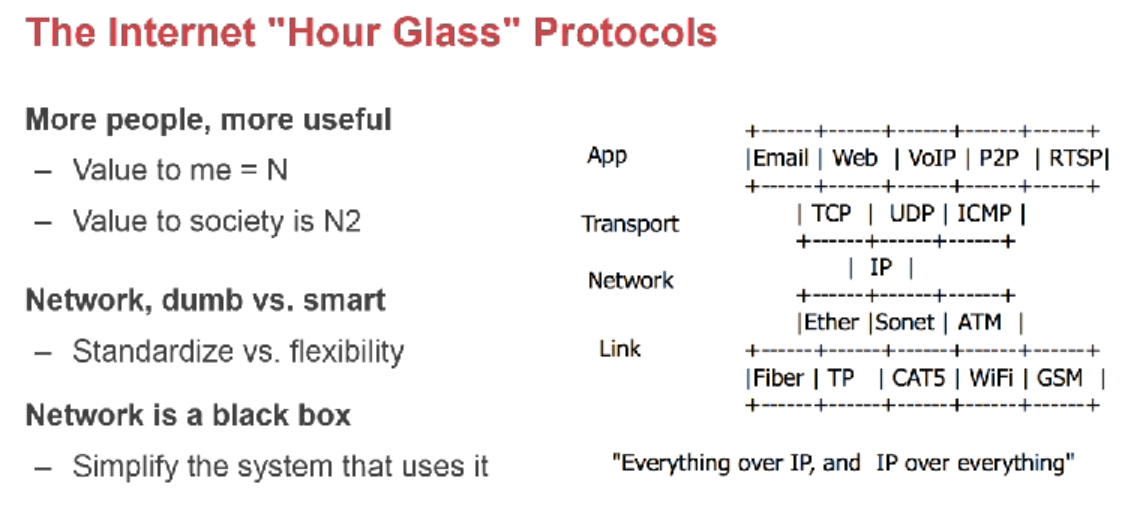 The Internet "Hour Glass" Protocols
More people, more useful
– Value to me = N
– Value to society is N2
Network, dumb vs. smart
– Standardize vs. flexibility
Network is a black box
– Simplify the system that uses it
+------+------+------+------+------+
App |Email | Web | VoIP | P2P | RTSP|
+------+------+------+------+------+
Transport | TCP | UDP | ICMP |
+------+------+------+
Network | IP |
+------+------+------+
|Ether |Sonet | ATM |
Link +------+------+------+------+------+
|Fiber | TP | CAT5 | WiFi | GSM |
+------+------+------+------+------+
"Everything over IP, and IP over everything"